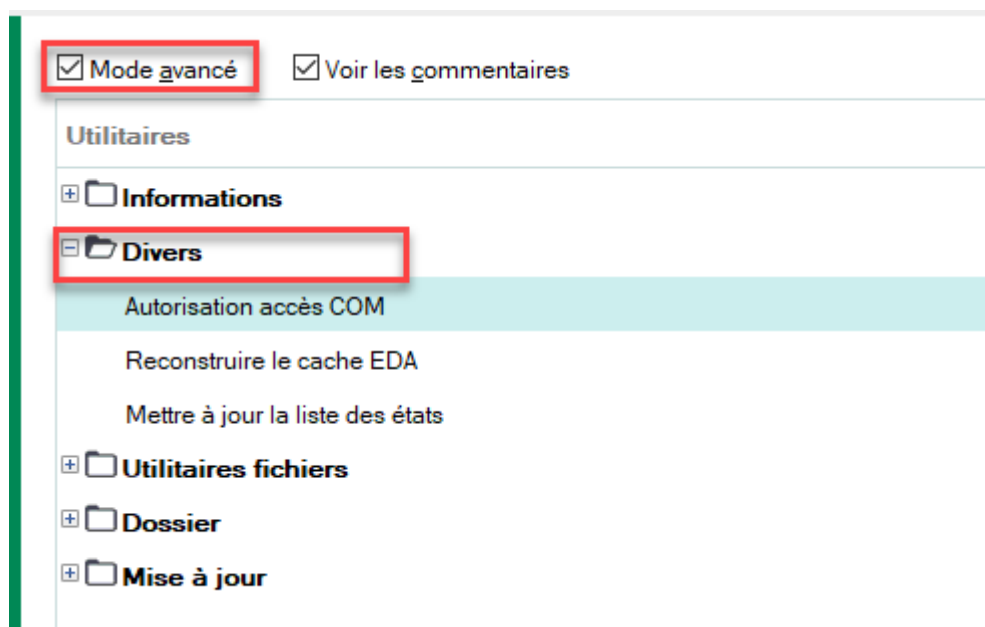 Mode avancé Voir les commentaires
Utilitaires
Informations
Divers
Autorisation accès COM
Reconstruire le cache EDA
Mettre à jour la liste des états
Utilitaires fichiers
Dossier
Mise à jour